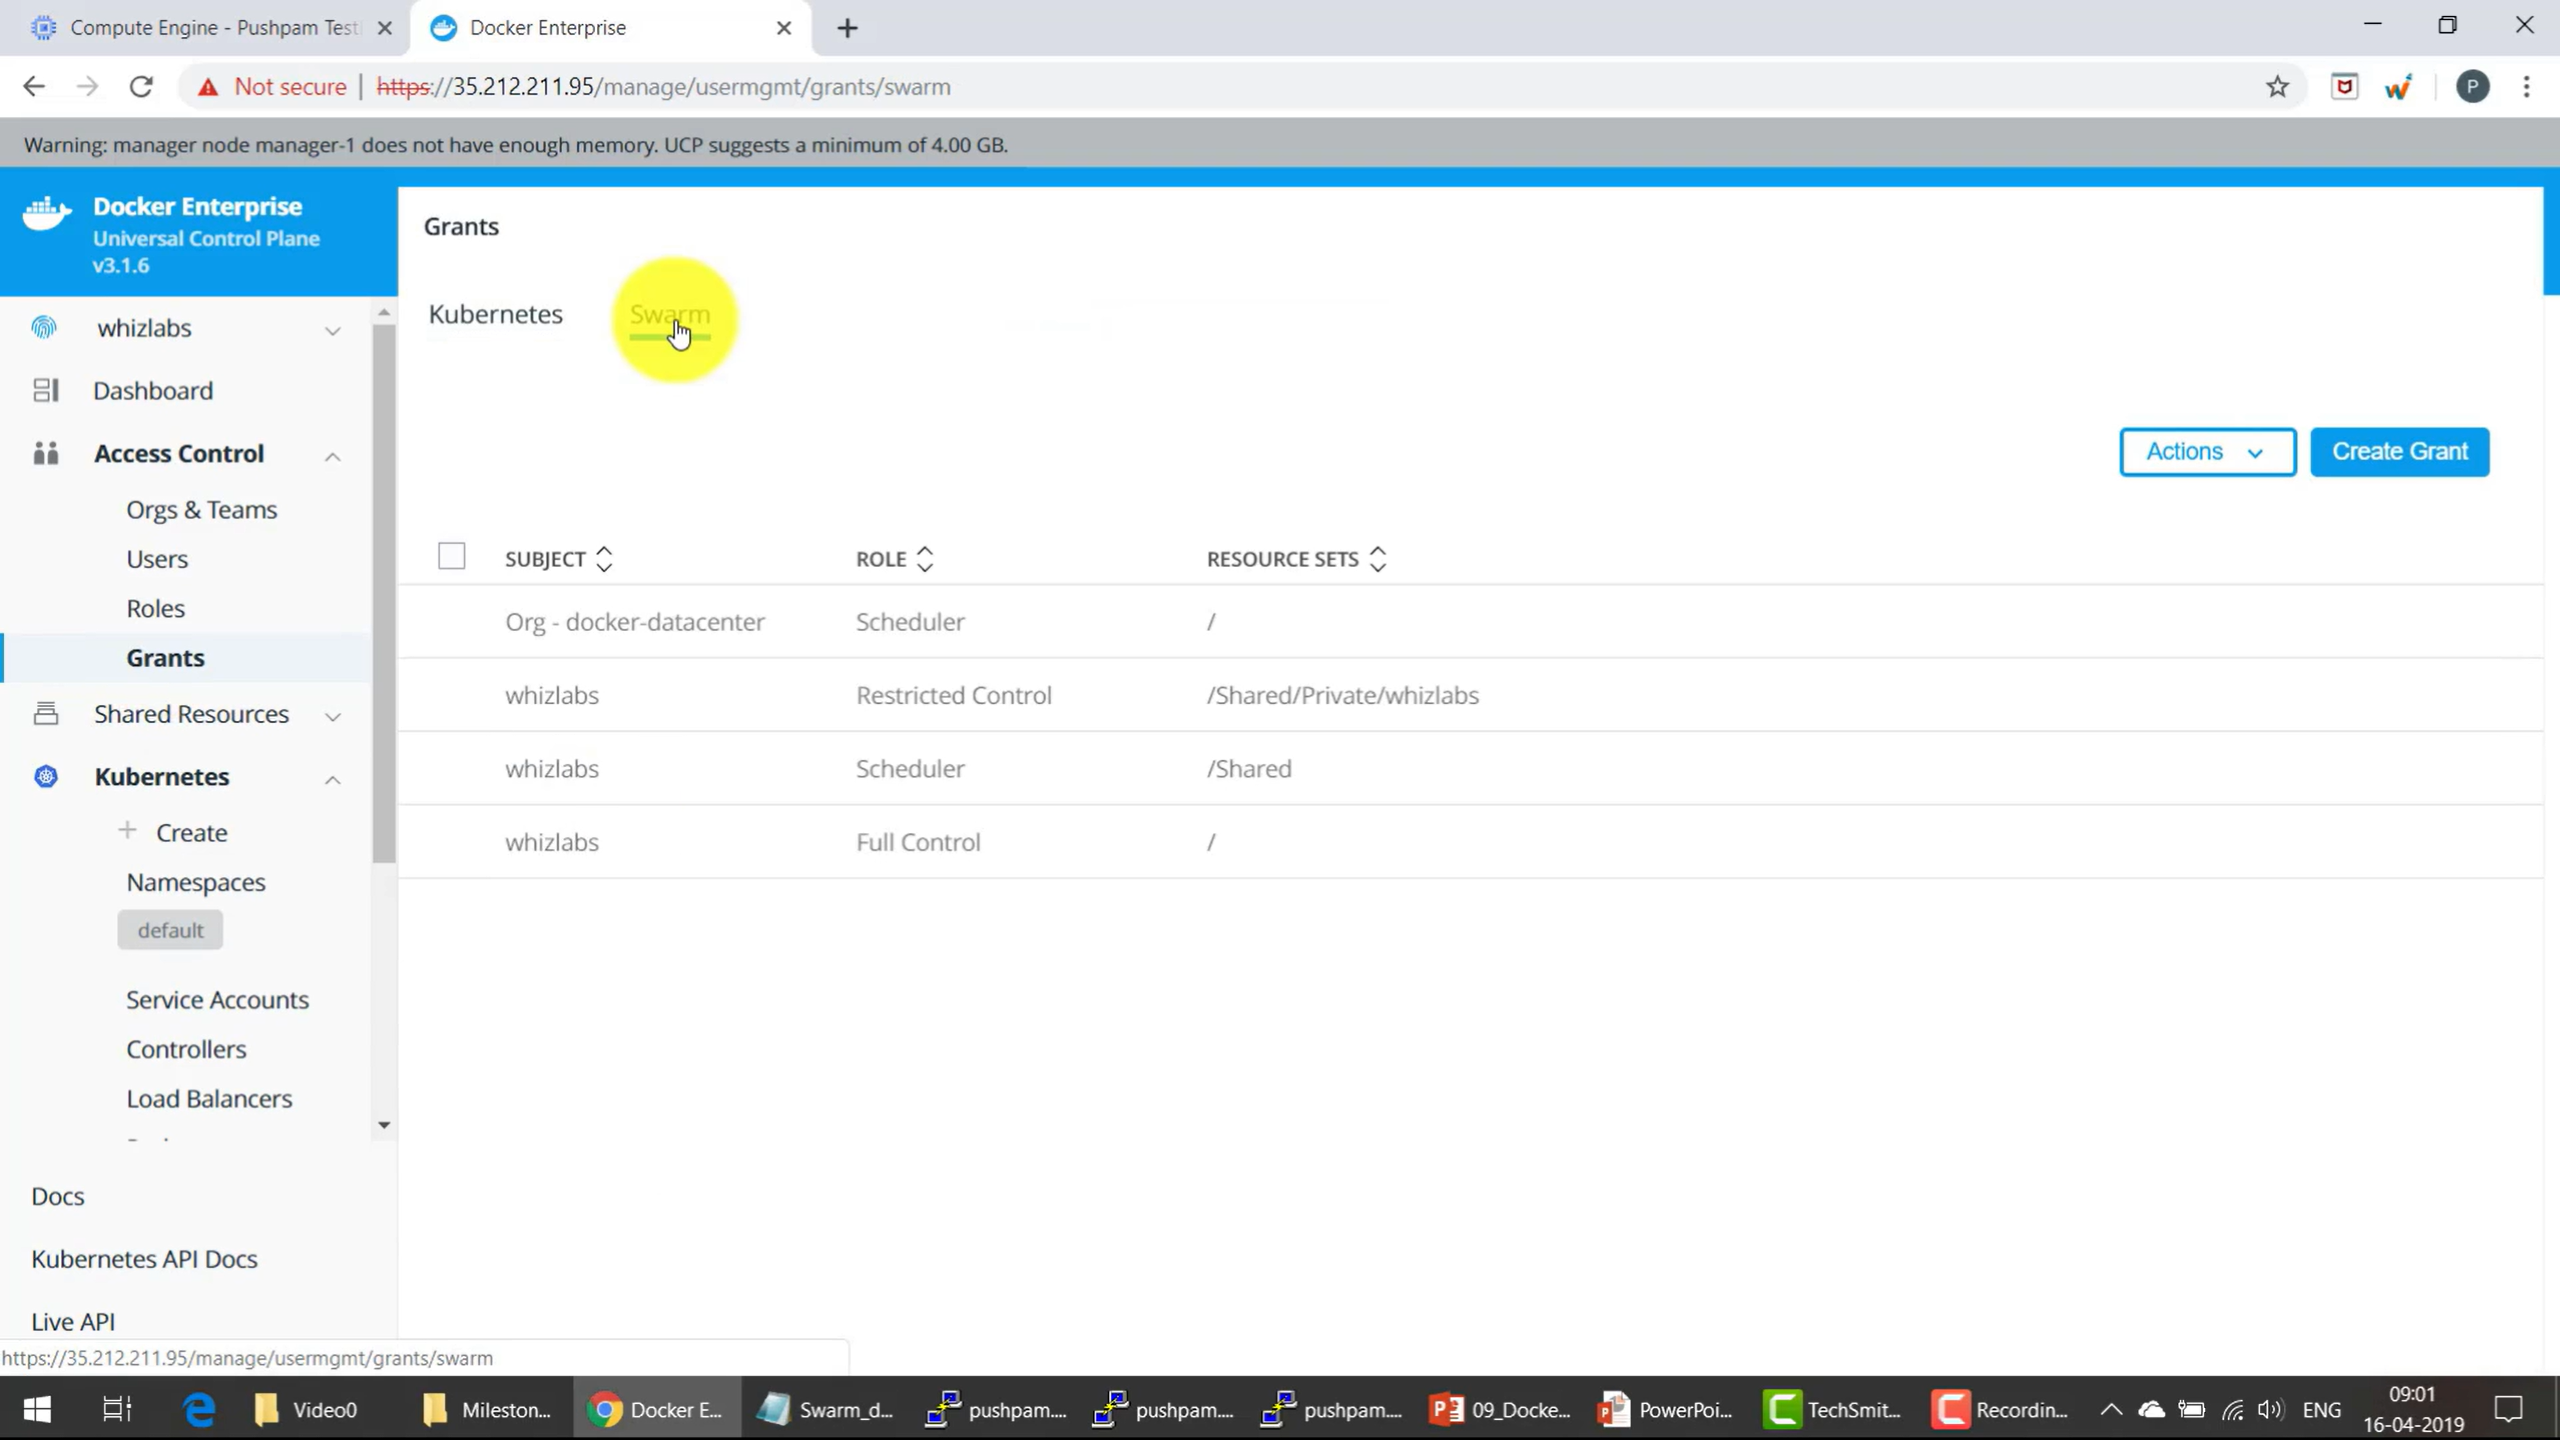 Compute Engine - Pushpam Test
Docker Enterprise
Not secure | https://35.212.211.95/manage/usermgmt/grants/swarm
P
Warning: manager node manager-1 does not have enough memory. UCP suggests a minimum of 4.00 GB.
Docker Enterprise
Universal Control Plane
v3.1.6
whizlabs
Dashboard
Access Control
Orgs & Teams
Users
Roles
Grants
Shared Resources
Kubernetes
Create
Namespaces
default
Service Accounts
Controllers
Load Balancers
Docs
Kubernetes API Docs
Live API
Grants
Kubernetes Swarm
Actions Create Grant
SUBJECT ROLE RESOURCE SETS
Org - docker-datacenter Scheduler /
whizlabs Restricted Control /Shared/Private/whizlabs
whizlabs Scheduler /Shared
whizlabs Full Control /
https://35.212.211.95/manage/usermgmt/grants/swarm
Video0 Mileston... Docker E... Swarm_d... pushpam.... pushpam.... pushpam.... 09_Docke... PowerPoi... TechSmit... Recordin... ENG
09:01
16-04-2019